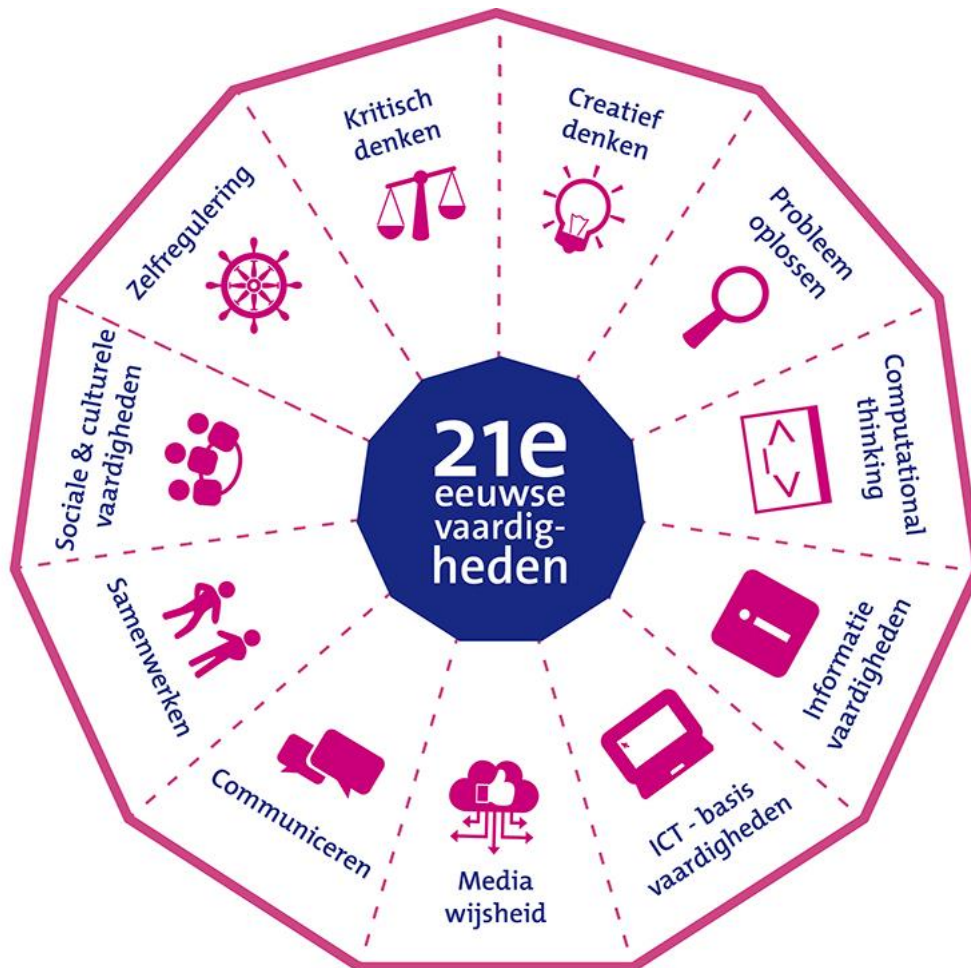 21e
eeuwse
vaardig-
heden
Kritisch
denken
Creatief
denken
Probleem
oplossen
Computational
thinking
Informatie
vaardigheden
ICT - basis
vaardigheden
Media
wijsheid
Communiceren
Samenwerken
Sociale & culturele
vaardigheden
Zelfregulering